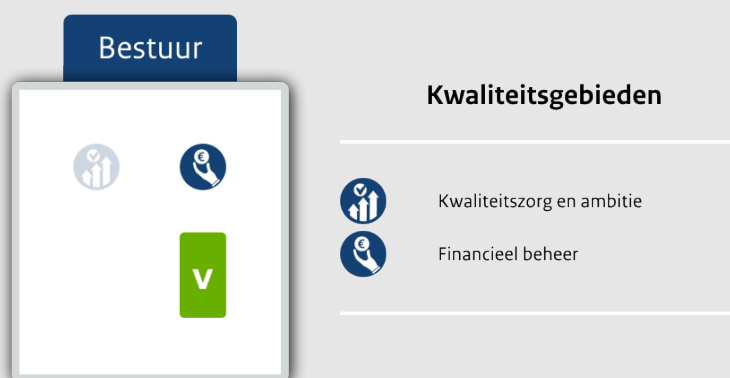 Bestuur
V
Kwaliteitsgebieden
Kwaliteitszorg en ambitie
€ Financieel beheer